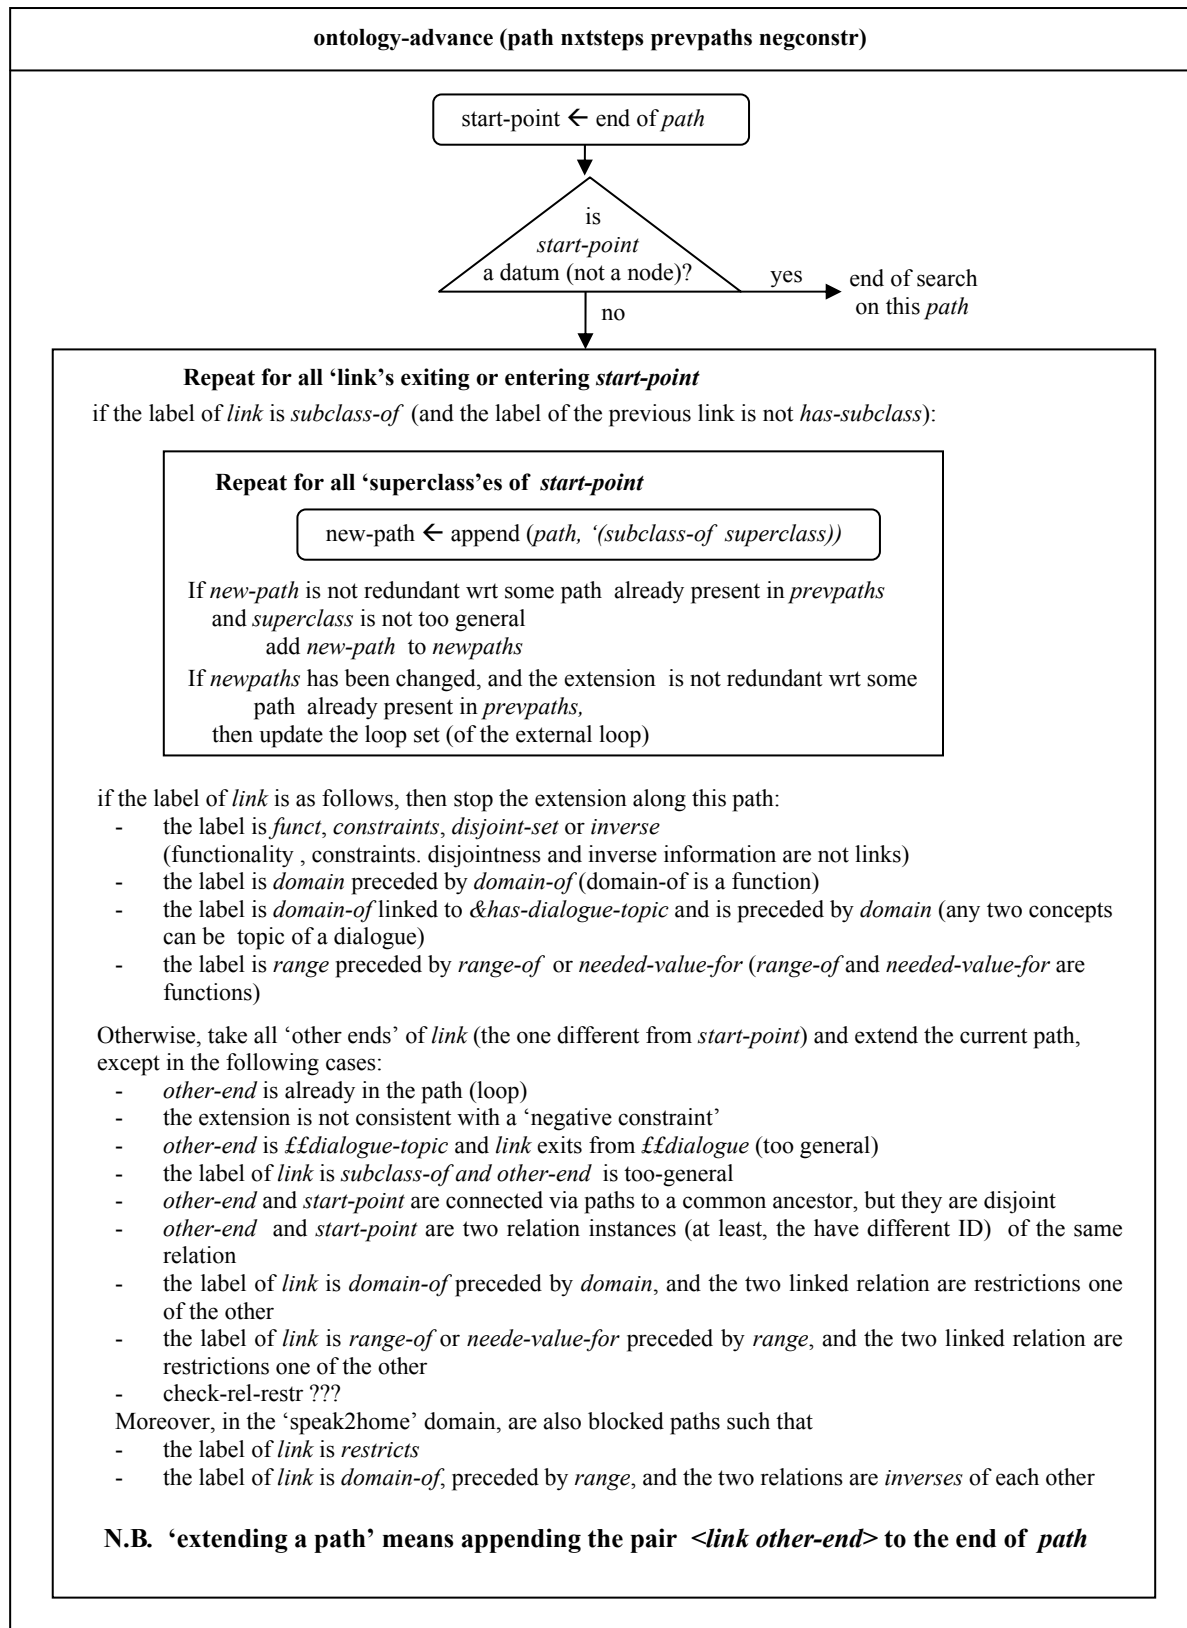 ontology-advance (path nxtsteps prevpaths negconstr)
start-point ← end of path
is
start-point
a datum (not a node)?
yes
end of search
on this path
no
Repeat for all ‘link’s exiting or entering start-point
if the label of link is subclass-of (and the label of the previous link is not has-subclass):
Repeat for all ‘superclass’es of start-point
new-path ← append (path, ‘(subclass-of superclass))
If new-path is not redundant wrt some path already present in prevpaths
and superclass is not too general
add new-path to newpaths
If newpaths has been changed, and the extension is not redundant wrt some
path already present in prevpaths,
then update the loop set (of the external loop)
if the label of link is as follows, then stop the extension along this path:
- the label is funct, constraints, disjoint-set or inverse
(functionality , constraints. disjointness and inverse information are not links)
- the label is domain preceded by domain-of (domain-of is a function)
- the label is domain-of linked to &has-dialogue-topic and is preceded by domain (any two concepts
can be topic of a dialogue)
- the label is range preceded by range-of or needed-value-for (range-of and needed-value-for are
functions)
Otherwise, take all ‘other ends’ of link (the one different from start-point) and extend the current path,
except in the following cases:
- other-end is already in the path (loop)
- the extension is not consistent with a ‘negative constraint’
- other-end is ££dialogue-topic and link exits from ££dialogue (too general)
- the label of link is subclass-of and other-end is too-general
- other-end and start-point are connected via paths to a common ancestor, but they are disjoint
- other-end and start-point are two relation instances (at least, the have different ID) of the same
relation
- the label of link is domain-of preceded by domain, and the two linked relation are restrictions one
of the other
- the label of link is range-of or neede-value-for preceded by range, and the two linked relation are
restrictions one of the other
- check-rel-restr ???
Moreover, in the ‘speak2home’ domain, are also blocked paths such that
- the label of link is restricts
- the label of link is domain-of, preceded by range, and the two relations are inverses of each other
N.B. ‘extending a path’ means appending the pair <link other-end> to the end of path